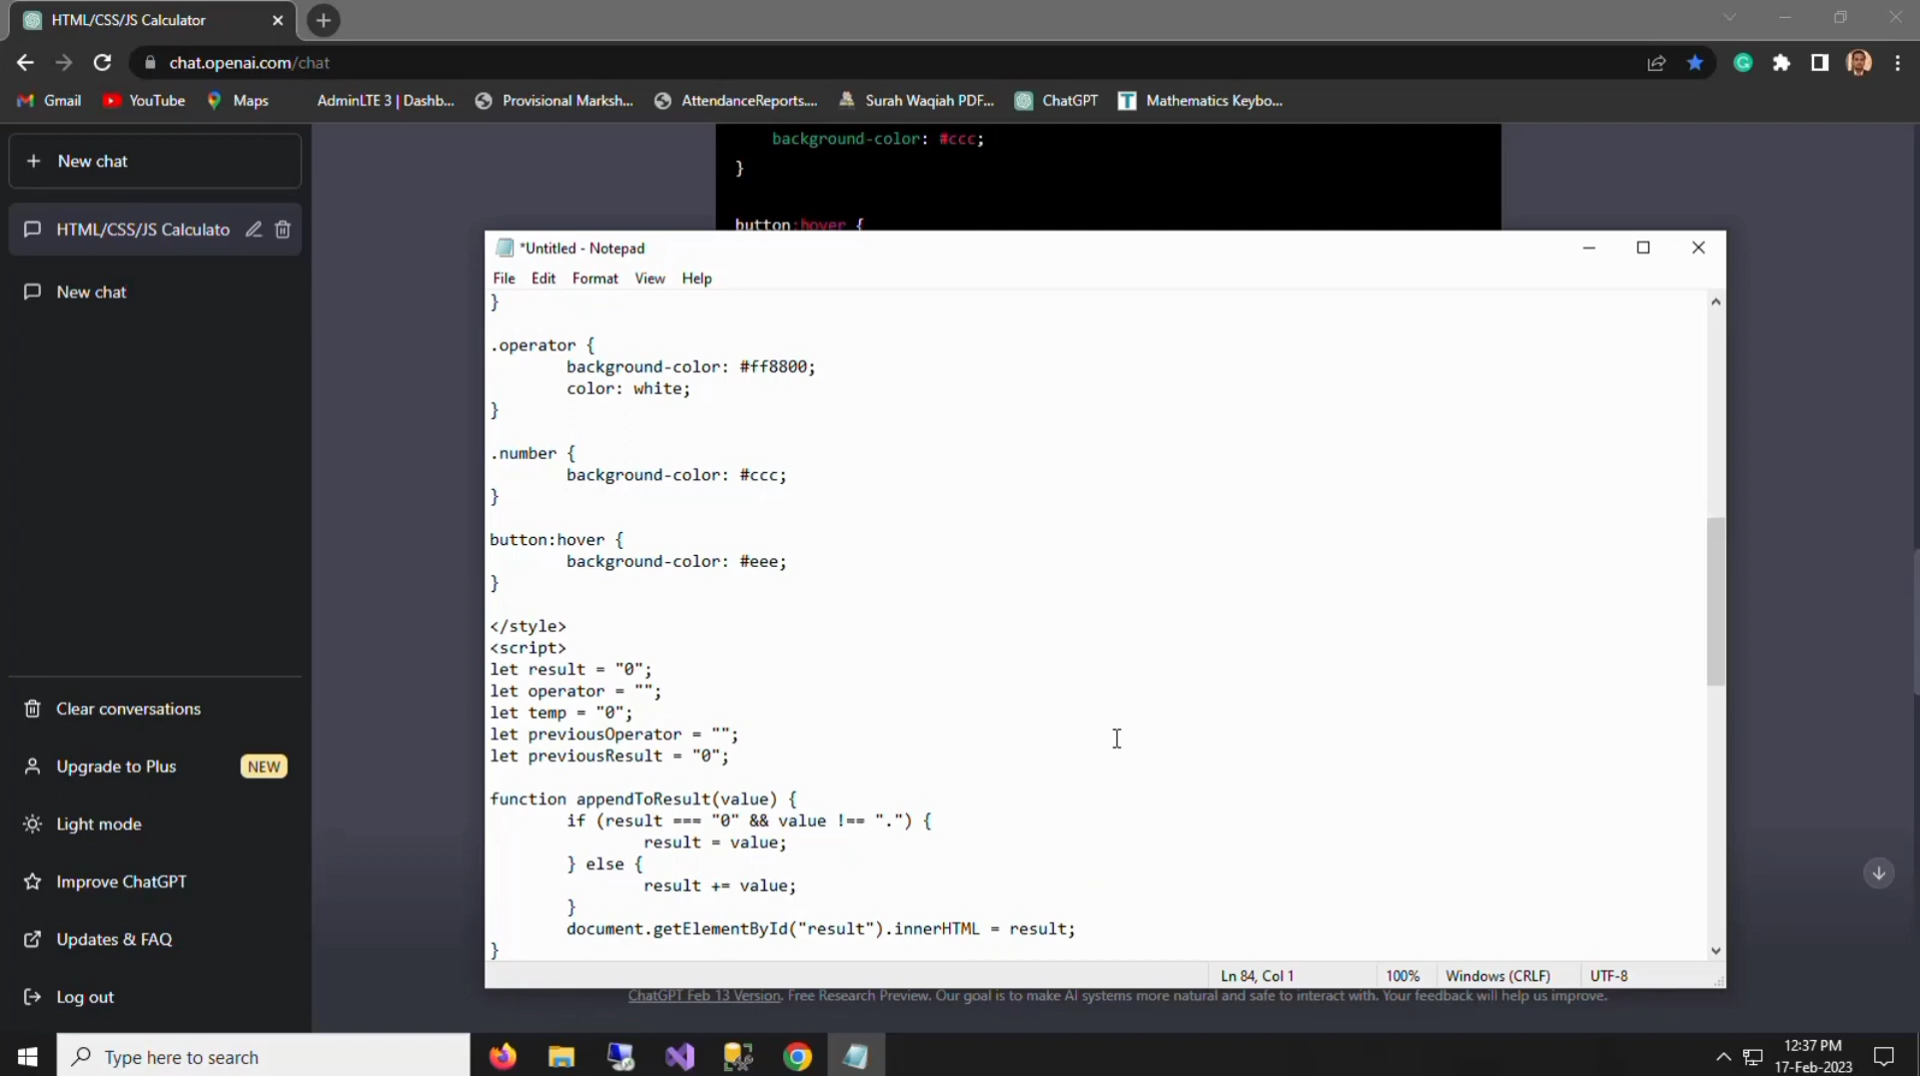 HTML/CSS/JS Calculator
chat.openai.com/chat
Gmail
YouTube
Maps
AdminLTE 3 | Dashb...
Provisional Marksh...
AttendanceReports....
Surah Waqiah PDF...
ChatGPT
Mathematics Keybo...
New chat
HTML/CSS/JS Calculato
New chat
Clear conversations
Upgrade to Plus NEW
Light mode
Improve ChatGPT
Updates & FAQ
Log out
background-color: #ccc;
}
button:hover {
*Untitled - Notepad
File Edit Format View Help
}
.operator {
background-color: #ff8800;
color: white;
}
.number {
background-color: #ccc;
}
button:hover {
background-color: #eee;
}
</style>
<script>
let result = "0";
let operator = "";
let temp = "0";
let previousOperator = "";
let previousResult = "0";
function appendToResult(value) {
if (result === "0" && value !== ".") {
result = value;
} else {
result += value;
}
document.getElementById("result").innerHTML = result;
}
Ln 84, Col 1 100% Windows (CRLF) UTF-8
ChatGPT Feb 13 Version. Free Research Preview. Our goal is to make AI systems more natural and safe to interact with. Your feedback will help us improve.
Type here to search
12:37 PM
17-Feb-2023